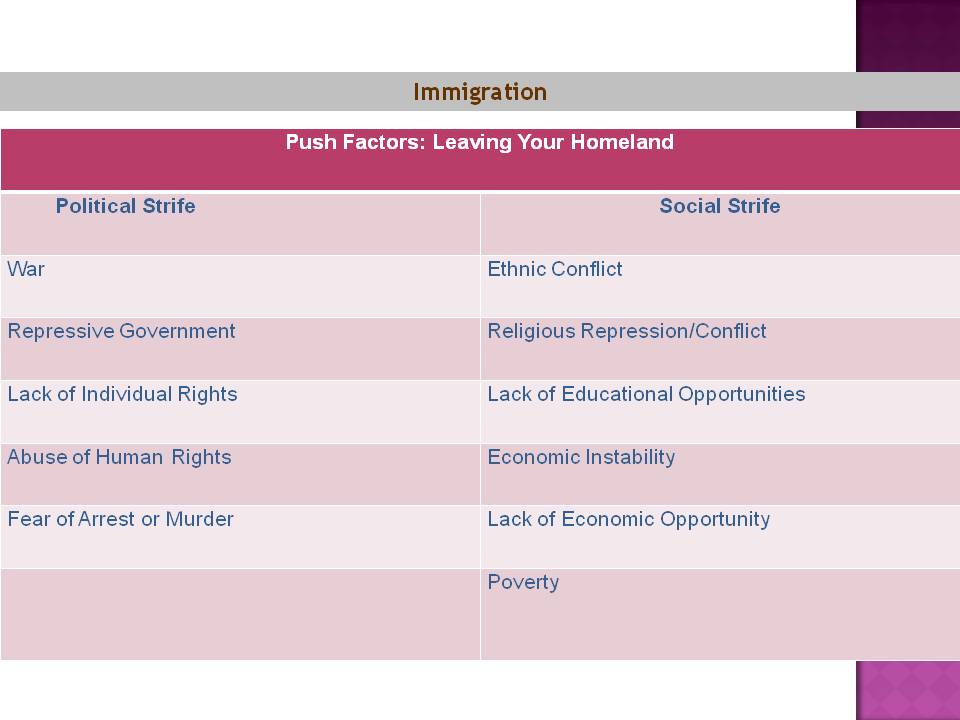 Immigration
Push Factors: Leaving Your Homeland
Political Strife
Social Strife
War
Ethnic Conflict
Repressive Government
Religious Repression/Conflict
Lack of Individual Rights
Lack of Educational Opportunities
Abuse of Human Rights
Economic Instability
Fear of Arrest or Murder
Lack of Economic Opportunity
Poverty